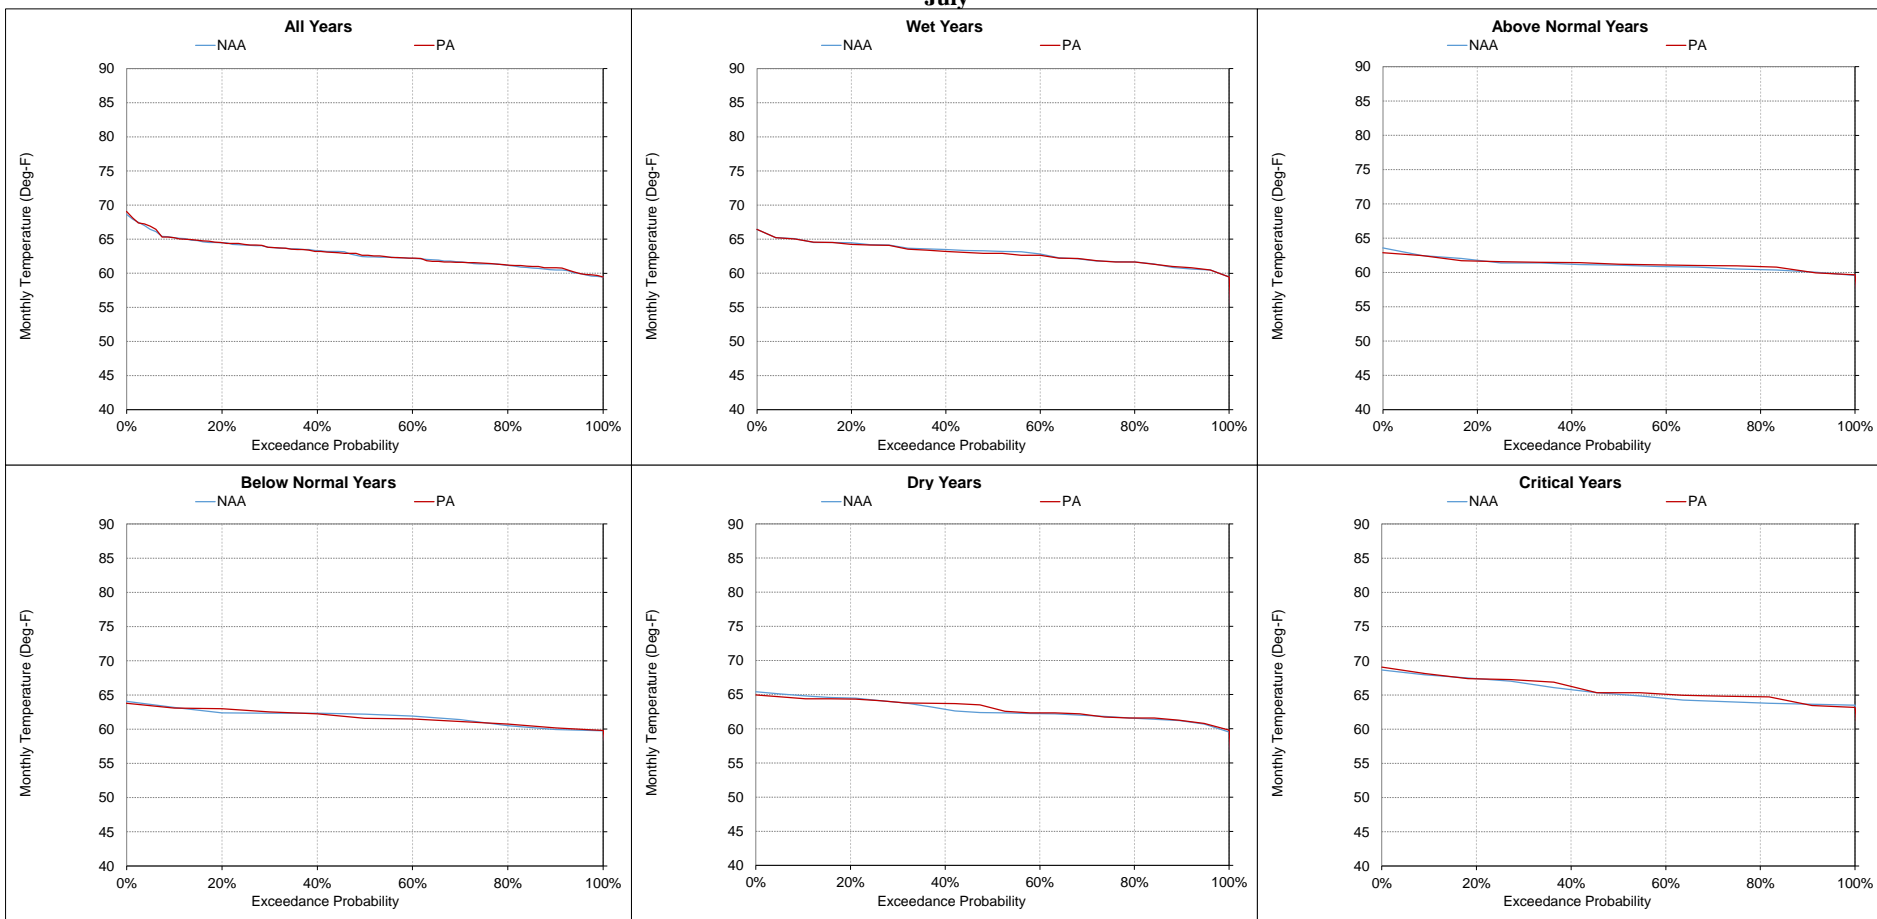 July
All Years
NAA PA
Monthly Temperature (Deg-F)
90
85
80
75
70
65
60
55
50
45
40
0% 20% 40% 60% 80% 100%
Exceedance Probability
Wet Years
NAA PA
Monthly Temperature (Deg-F)
90
85
80
75
70
65
60
55
50
45
40
0% 20% 40% 60% 80% 100%
Exceedance Probability
Above Normal Years
NAA PA
Monthly Temperature (Deg-F)
90
85
80
75
70
65
60
55
50
45
40
0% 20% 40% 60% 80% 100%
Exceedance Probability
Below Normal Years
NAA PA
Monthly Temperature (Deg-F)
90
85
80
75
70
65
60
55
50
45
40
0% 20% 40% 60% 80% 100%
Exceedance Probability
Dry Years
NAA PA
Monthly Temperature (Deg-F)
90
85
80
75
70
65
60
55
50
45
40
0% 20% 40% 60% 80% 100%
Exceedance Probability
Critical Years
NAA PA
Monthly Temperature (Deg-F)
90
85
80
75
70
65
60
55
50
45
40
0% 20% 40% 60% 80% 100%
Exceedance Probability